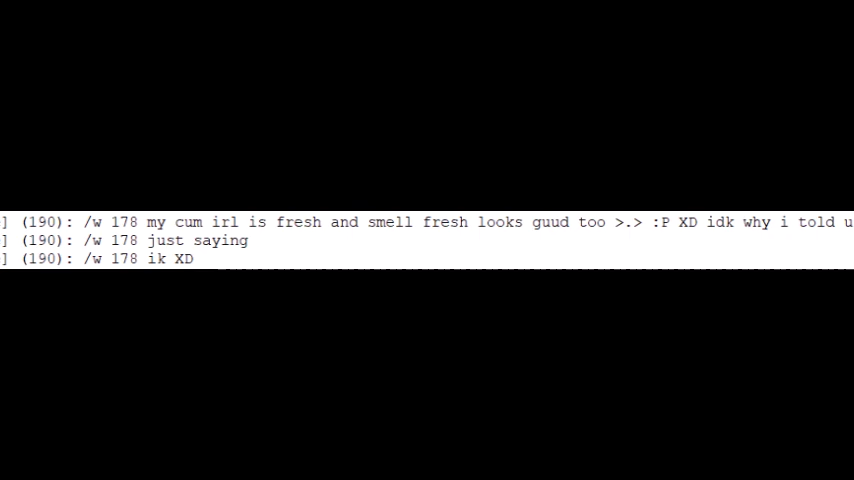 ] (190): /w 178 my cum irl is fresh and smell fresh looks guud too >.> :P XD idk why i told u
] (190): /w 178 just saying
] (190): /w 178 ik XD